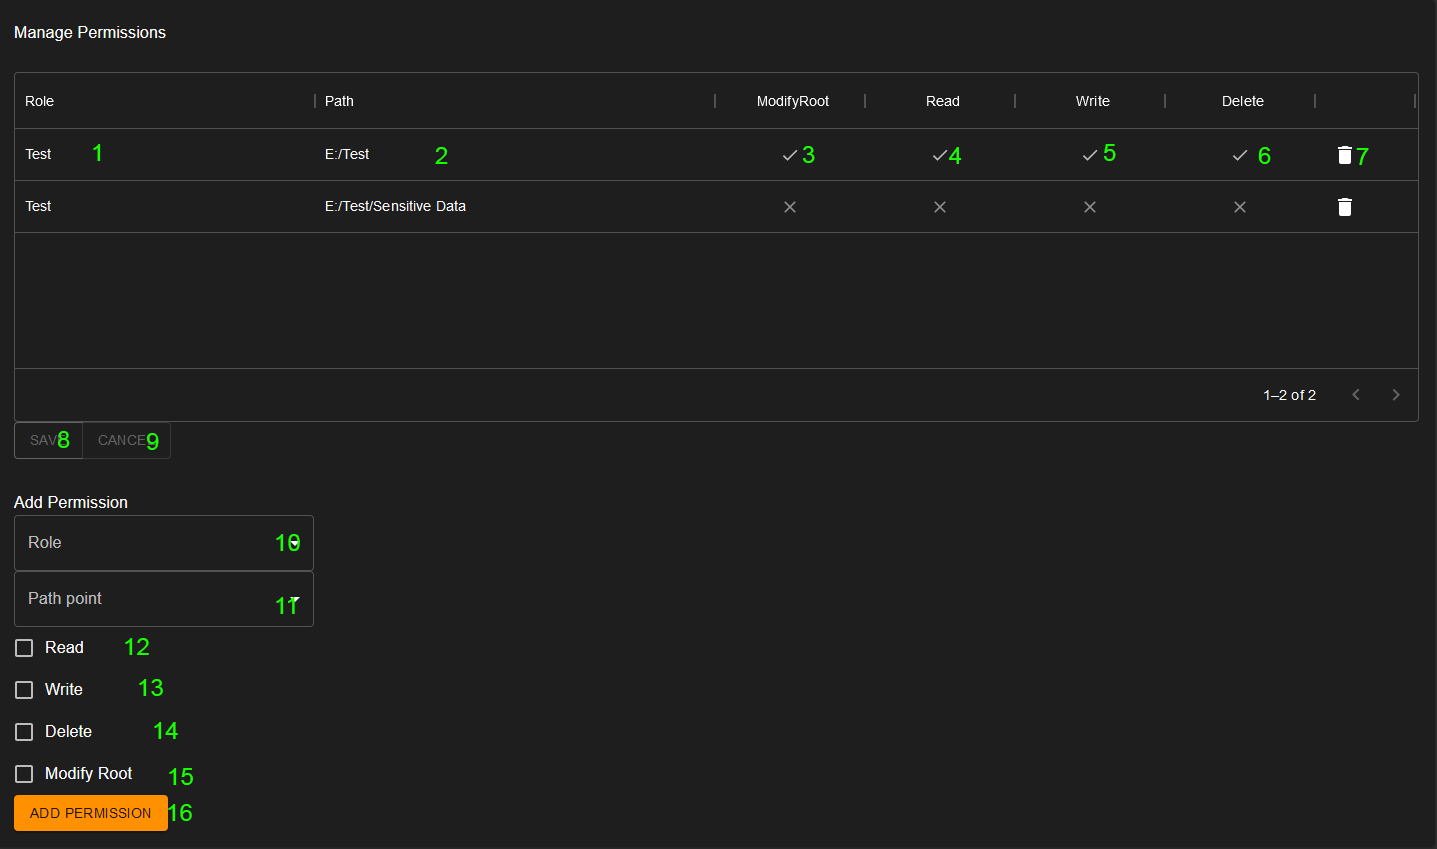 Manage Permissions
Role Path ModifyRoot Read Write Delete
Test 1 E:/Test 2 3 4 5 6 7
Test E:/Test/Sensitive Data
1–2 of 2
SAVE 8 CANCEL 9
Add Permission
Role 10
Path point 11
Read 12
Write 13
Delete 14
Modify Root 15
ADD PERMISSION 16